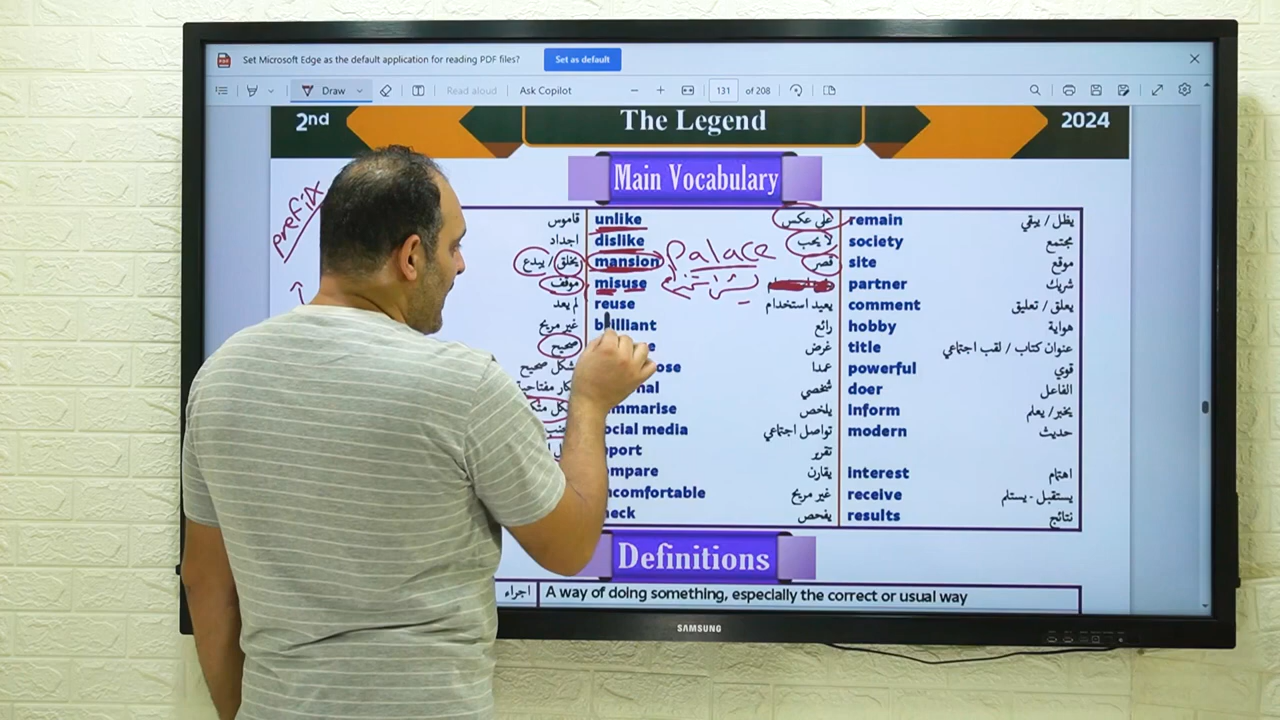 Set Microsoft Edge as the default application for reading PDF files? Set as default
Draw Read aloud Ask Copilot 131 of 208
2nd The Legend 2024
Main Vocabulary
prefix
قاموس unlike على عكس remain يظل / يبقي
اجداد dislike لا يحب society مجتمع
يخلق / يبدع mansion Palace قصر site موقع
موقف misuse partner شريك
لم يعد reuse يعيد استخدام comment يعلق / تعليق
غير مريح brilliant رائع hobby هواية
صحيح غرض title عنوان كتاب / لقب اجتماعي
شكل صحيح عمدا powerful قوي
شخصي doer الفاعل
يلخص inform يخبر/ يعلم
social media تواصل اجتماعي modern حديث
تقرير
يقارن interest اهتمام
غير مريح receive يستقبل - يستلم
يفحص results نتائج
Definitions
اجراء A way of doing something, especially the correct or usual way
SAMSUNG